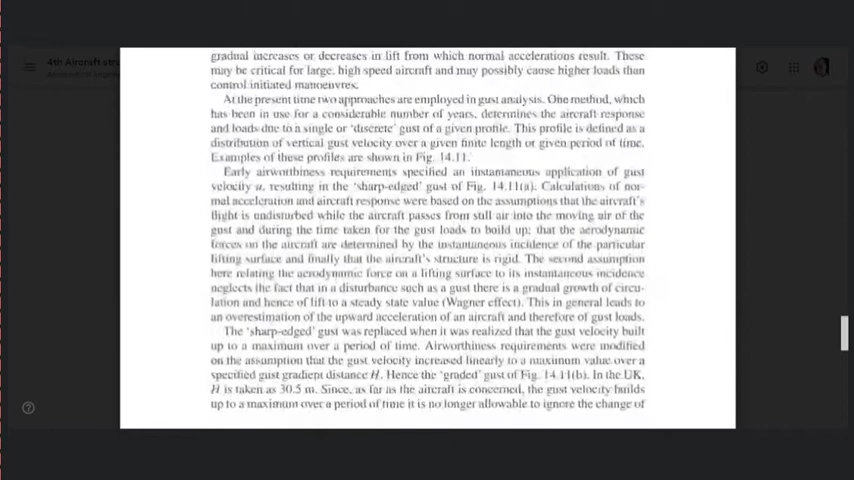 4th Aircraft stru
gradual increases or decreases in lift from which normal accelerations result. These
may be critical for large, high speed aircraft and may possibly cause higher loads than
control initiated manoeuvres.
At the present time two approaches are employed in gust analysis. One method, which
has been in use for a considerable number of years, determines the aircraft response
and loads due to a single or 'discrete' gust of a given profile. This profile is defined as a
distribution of vertical gust velocity over a given finite length or given period of time.
Examples of these profiles are shown in Fig. 14.11.
Early airworthiness requirements specified an instantaneous application of gust
velocity u, resulting in the 'sharp-edged' gust of Fig. 14.11(a). Calculations of nor-
mal acceleration and aircraft response were based on the assumptions that the aircraft's
flight is undisturbed while the aircraft passes from still air into the moving air of the
gust and during the time taken for the gust loads to build up; that the aerodynamic
forces on the aircraft are determined by the instantaneous incidence of the particular
lifting surface and finally that the aircraft's structure is rigid. The second assumption
here relating the aerodynamic force on a lifting surface to its instantaneous incidence
neglects the fact that in a disturbance such as a gust there is a gradual growth of circu-
lation and hence of lift to a steady state value (Wagner effect). This in general leads to
an overestimation of the upward acceleration of an aircraft and therefore of gust loads.
The 'sharp-edged' gust was replaced when it was realized that the gust velocity built
up to a maximum over a period of time. Airworthiness requirements were modified
on the assumption that the gust velocity increased linearly to a maximum value over a
specified gust gradient distance H. Hence the 'graded' gust of Fig. 14.11(b). In the UK,
H is taken as 30.5 m. Since, as far as the aircraft is concerned, the gust velocity builds
up to a maximum over a period of time it is no longer allowable to ignore the change of